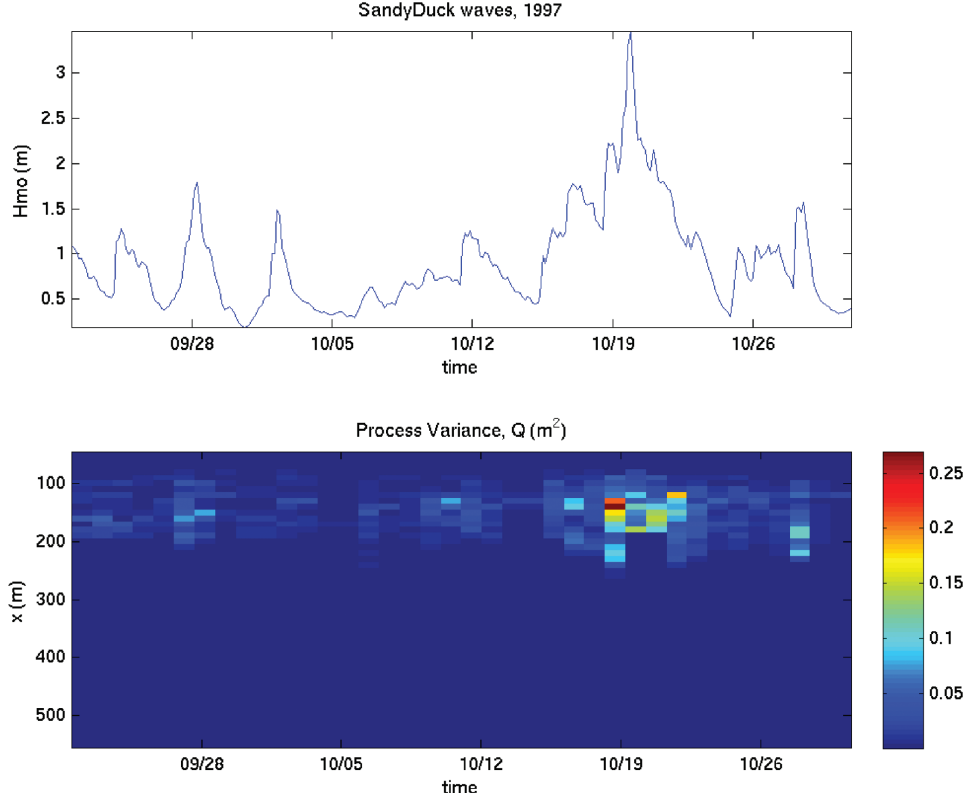 SandyDuck waves, 1997
Hmo (m)
3
2.5
2
1.5
1
0.5
09/28 10/05 10/12 10/19 10/26
time
Process Variance, Q (m²)
x (m)
100
200
300
400
500
09/28 10/05 10/12 10/19 10/26
time
0.25
0.2
0.15
0.1
0.05